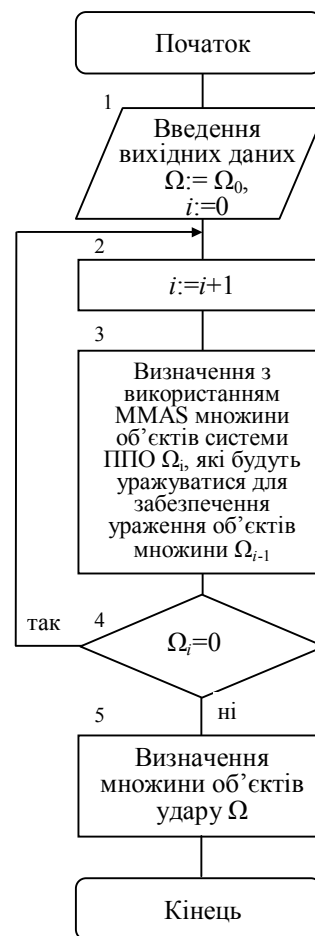 Початок
1
Введення
вихідних даних
Ω:= Ω₀,
i:=0
2
i:=i+1
3
Визначення з
використанням
MMAS множини
об’єктів системи
ППО Ωᵢ, які будуть
уражуватися для
забезпечення
ураження об’єктів
множини Ωᵢ₋₁
так
4
Ωᵢ=0
ні
5
Визначення
множини об’єктів
удару Ω
Кінець